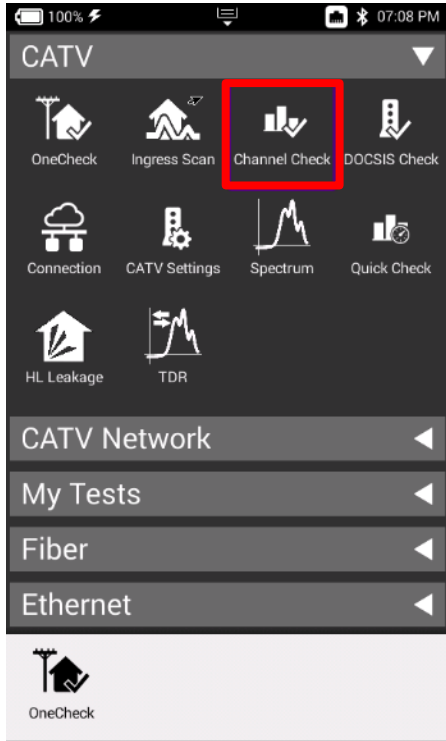 100% 07:08 PM
CATV
OneCheck Ingress Scan Channel Check DOCSIS Check
Connection CATV Settings Spectrum Quick Check
HL Leakage TDR
CATV Network
My Tests
Fiber
Ethernet
OneCheck